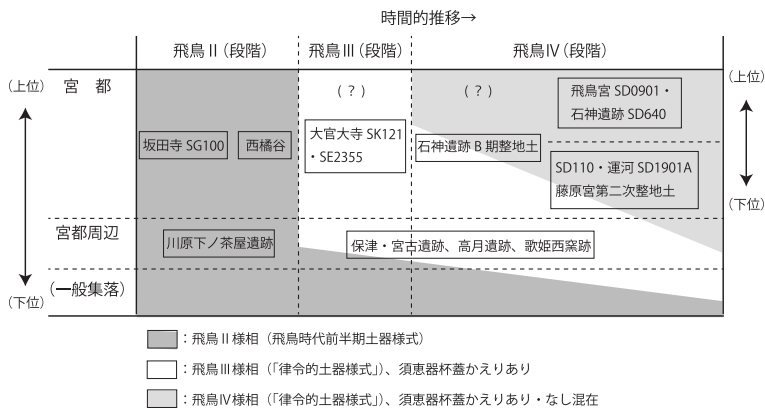 時間的推移→
飛鳥Ⅱ（段階）
飛鳥Ⅲ（段階）
飛鳥Ⅳ（段階）
（上位）
宮　都
（？）
（？）
飛鳥宮 SD0901・
石神遺跡 SD640
（上位）
坂田寺 SG100
西橘谷
大官大寺 SK121
・SE2355
石神遺跡 B 期整地土
SD110・運河 SD1901A
藤原宮第二次整地土
（下位）
宮都周辺
川原下ノ茶屋遺跡
保津・宮古遺跡、高月遺跡、歌姫西窯跡
（下位）
（一般集落）
：飛鳥Ⅱ様相（飛鳥時代前半期土器様式）
：飛鳥Ⅲ様相（「律令的土器様式」）、須恵器杯蓋かえりあり
：飛鳥Ⅳ様相（「律令的土器様式」）、須恵器杯蓋かえりあり・なし混在